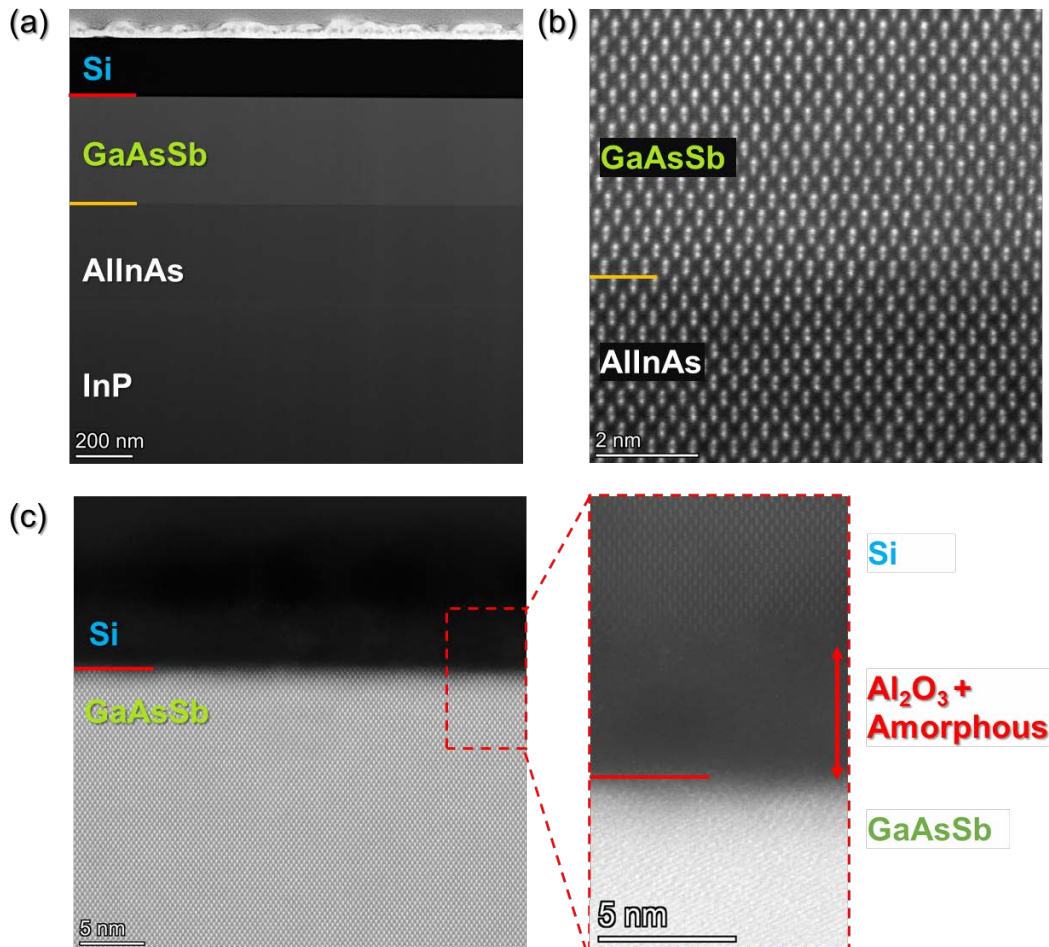 (a)
Si
GaAsSb
AlInAs
InP
200 nm
(b)
GaAsSb
AlInAs
2 nm
(c)
Si
GaAsSb
5 nm
Si
Al₂O₃ +
Amorphous
GaAsSb
5 nm